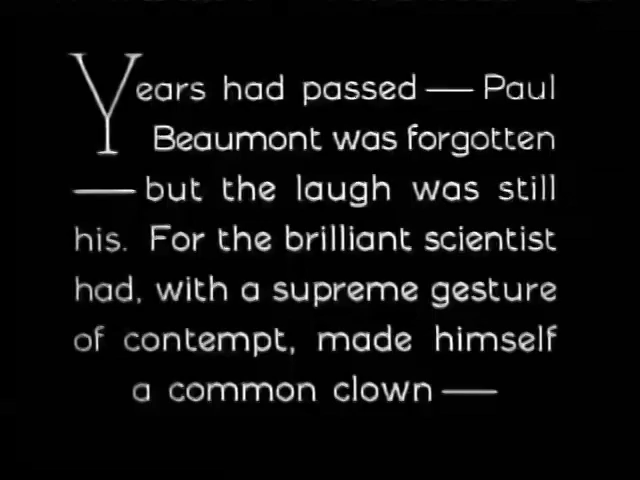 Years had passed — Paul
Beaumont was forgotten
— but the laugh was still
his. For the brilliant scientist
had, with a supreme gesture
of contempt, made himself
a common clown —